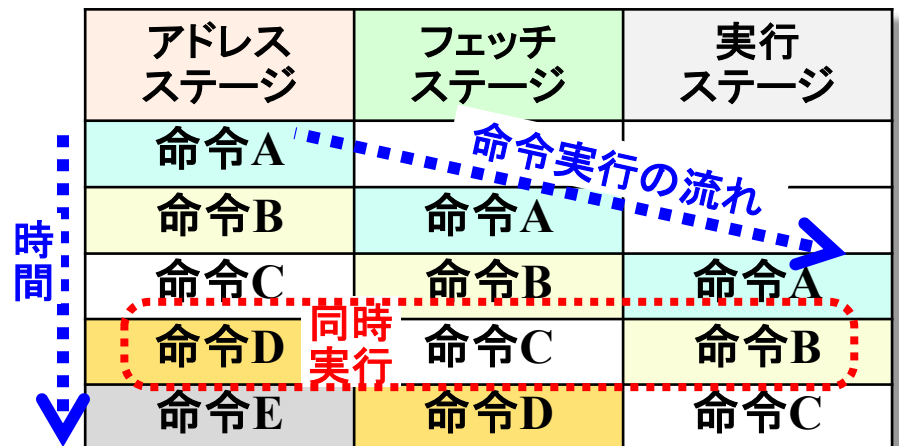 アドレス
ステージ
フェッチ
ステージ
実行
ステージ
命令A
命令実行の流れ
命令B
命令A
時間
命令C
命令B
命令A
命令D
同時
実行
命令C
命令B
命令E
命令D
命令C